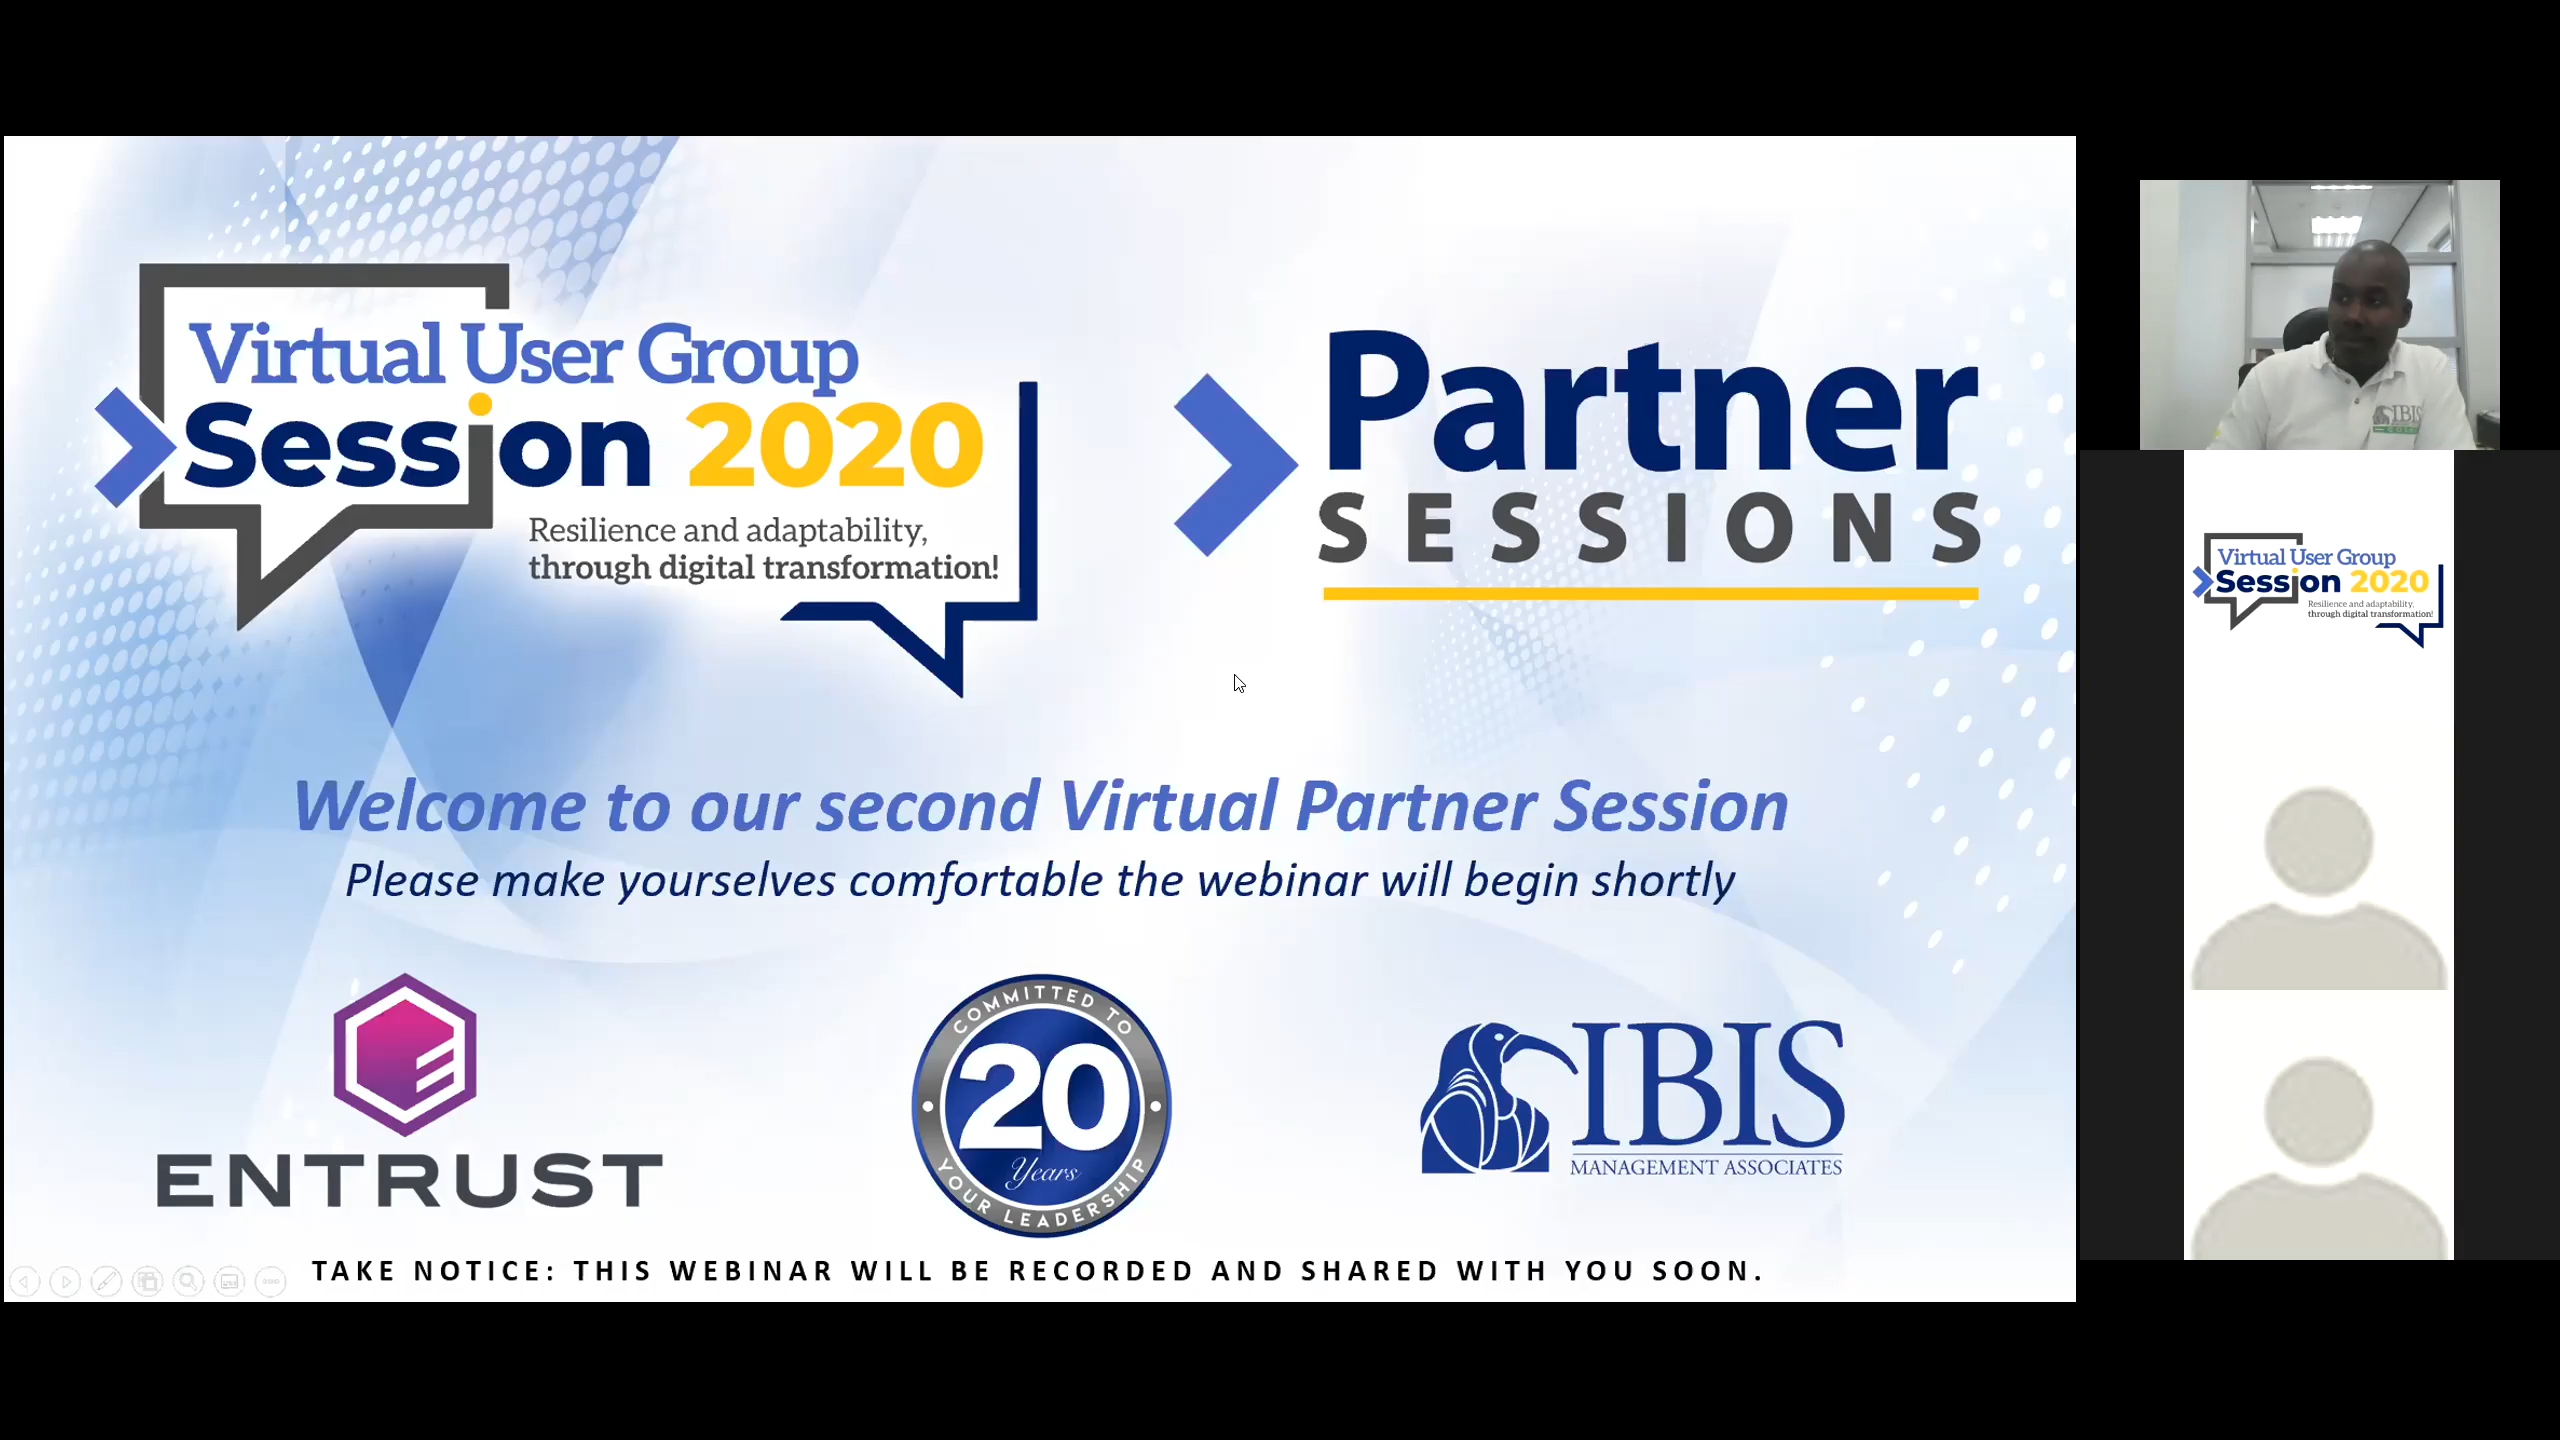 Virtual User Group
Session 2020
Resilience and adaptability,
through digital transformation!
Partner
SESSIONS
Welcome to our second Virtual Partner Session
Please make yourselves comfortable the webinar will begin shortly
ENTRUST
COMMITTED TO
20
Years
YOUR LEADERSHIP
IBIS
MANAGEMENT ASSOCIATES
TAKE NOTICE: THIS WEBINAR WILL BE RECORDED AND SHARED WITH YOU SOON.
IBIS
Virtual User Group
Session 2020
Resilience and adaptability,
through digital transformation!